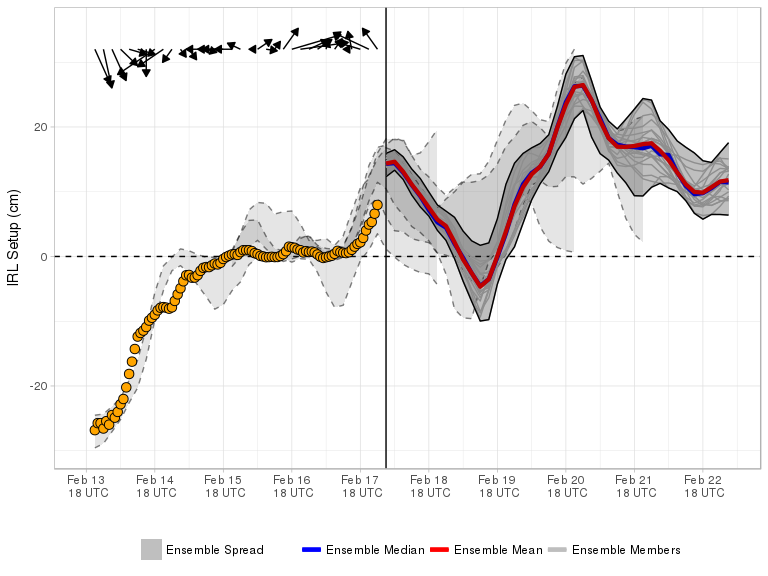 IRL Setup (cm)
20
0
-20
Feb 13 Feb 14 Feb 15 Feb 16 Feb 17 Feb 18 Feb 19 Feb 20 Feb 21 Feb 22
18 UTC 18 UTC 18 UTC 18 UTC 18 UTC 18 UTC 18 UTC 18 UTC 18 UTC 18 UTC
Ensemble Spread Ensemble Median Ensemble Mean Ensemble Members